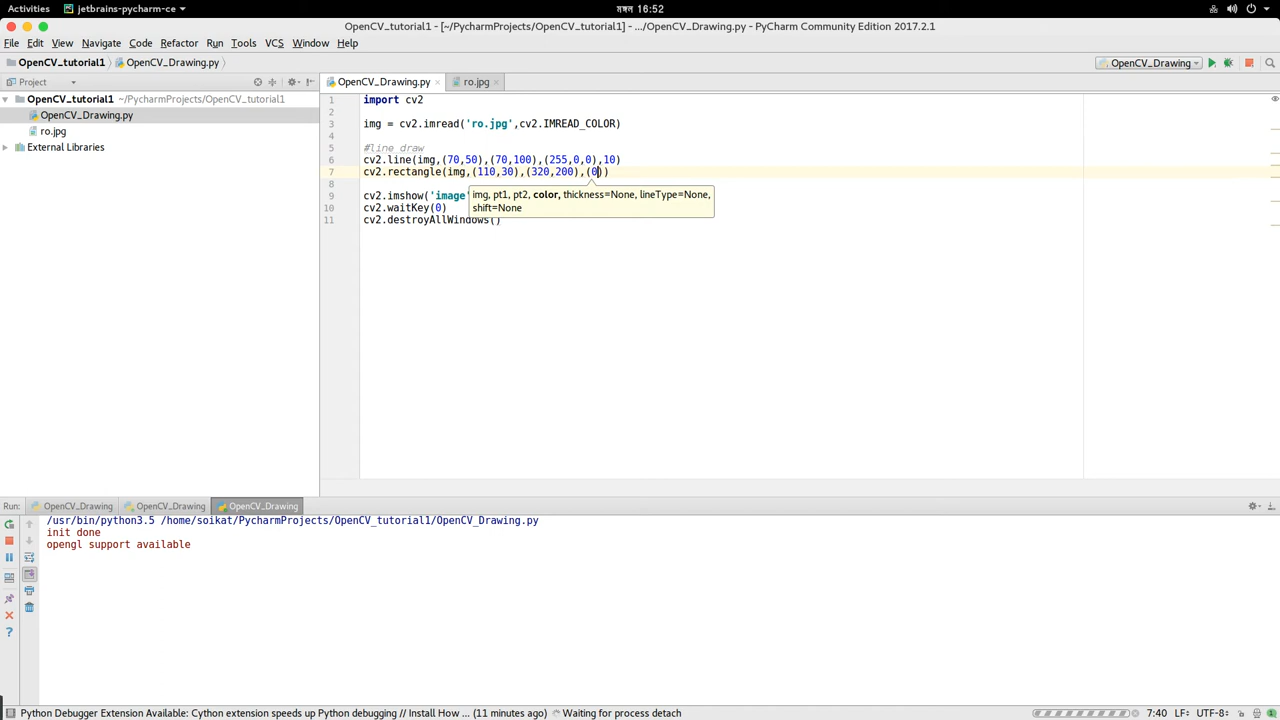 Activities jetbrains-pycharm-ce মঙ্গল 16:52
OpenCV_tutorial1 - [~/PycharmProjects/OpenCV_tutorial1] - .../OpenCV_Drawing.py - PyCharm Community Edition 2017.2.1
File Edit View Navigate Code Refactor Run Tools VCS Window Help
OpenCV_tutorial1 OpenCV_Drawing.py OpenCV_Drawing
Project OpenCV_Drawing.py ro.jpg
OpenCV_tutorial1 ~/PycharmProjects/OpenCV_tutorial1
OpenCV_Drawing.py
ro.jpg
External Libraries
1 import cv2
2
3 img = cv2.imread('ro.jpg',cv2.IMREAD_COLOR)
4
5 #line draw
6 cv2.line(img,(70,50),(70,100),(255,0,0),10)
7 cv2.rectangle(img,(110,30),(320,200),(0))
8
9 cv2.imshow('image'
10 cv2.waitKey(0)
11 cv2.destroyAllWindows()
img, pt1, pt2, color, thickness=None, lineType=None,
shift=None
Run: OpenCV_Drawing OpenCV_Drawing OpenCV_Drawing
/usr/bin/python3.5 /home/soikat/PycharmProjects/OpenCV_tutorial1/OpenCV_Drawing.py
init done
opengl support available
Python Debugger Extension Available: Cython extension speeds up Python debugging // Install How ... (11 minutes ago) Waiting for process detach 7:40 LF÷ UTF-8÷ 1